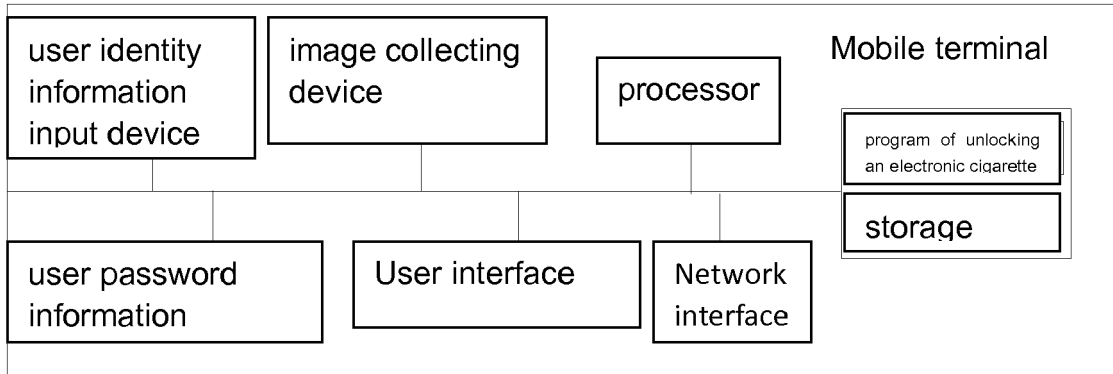 user identity
information
input device
image collecting
device
processor
Mobile terminal
program of unlocking
an electronic cigarette
storage
user password
information
User interface
Network
interface